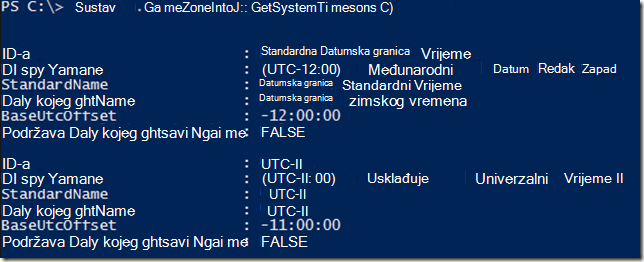 PS C:\> Sustav .Ga meZoneIntoJ:: GetSystemTi mesons C)
ID-a : Standardna Datumska granica Vrijeme
DI spy Yamane : (UTC-12:00) Međunarodni Datum Redak Zapad
StandardName : Datumska granica Standardni Vrijeme
Daly kojeg ghtName : Datumska granica zimskog vremena
BaseUtcOffset : -12:00:00
Podržava Daly kojeg ghtsavi Ngai me : FALSE
ID-a : UTC-II
DI spy Yamane : (UTC-II: 00) Usklađuje Univerzalni Vrijeme II
StandardName : UTC-II
Daly kojeg ghtName : UTC-II
BaseUtcOffset : -11:00:00
Podržava Daly kojeg ghtsavi Ngai me : FALSE